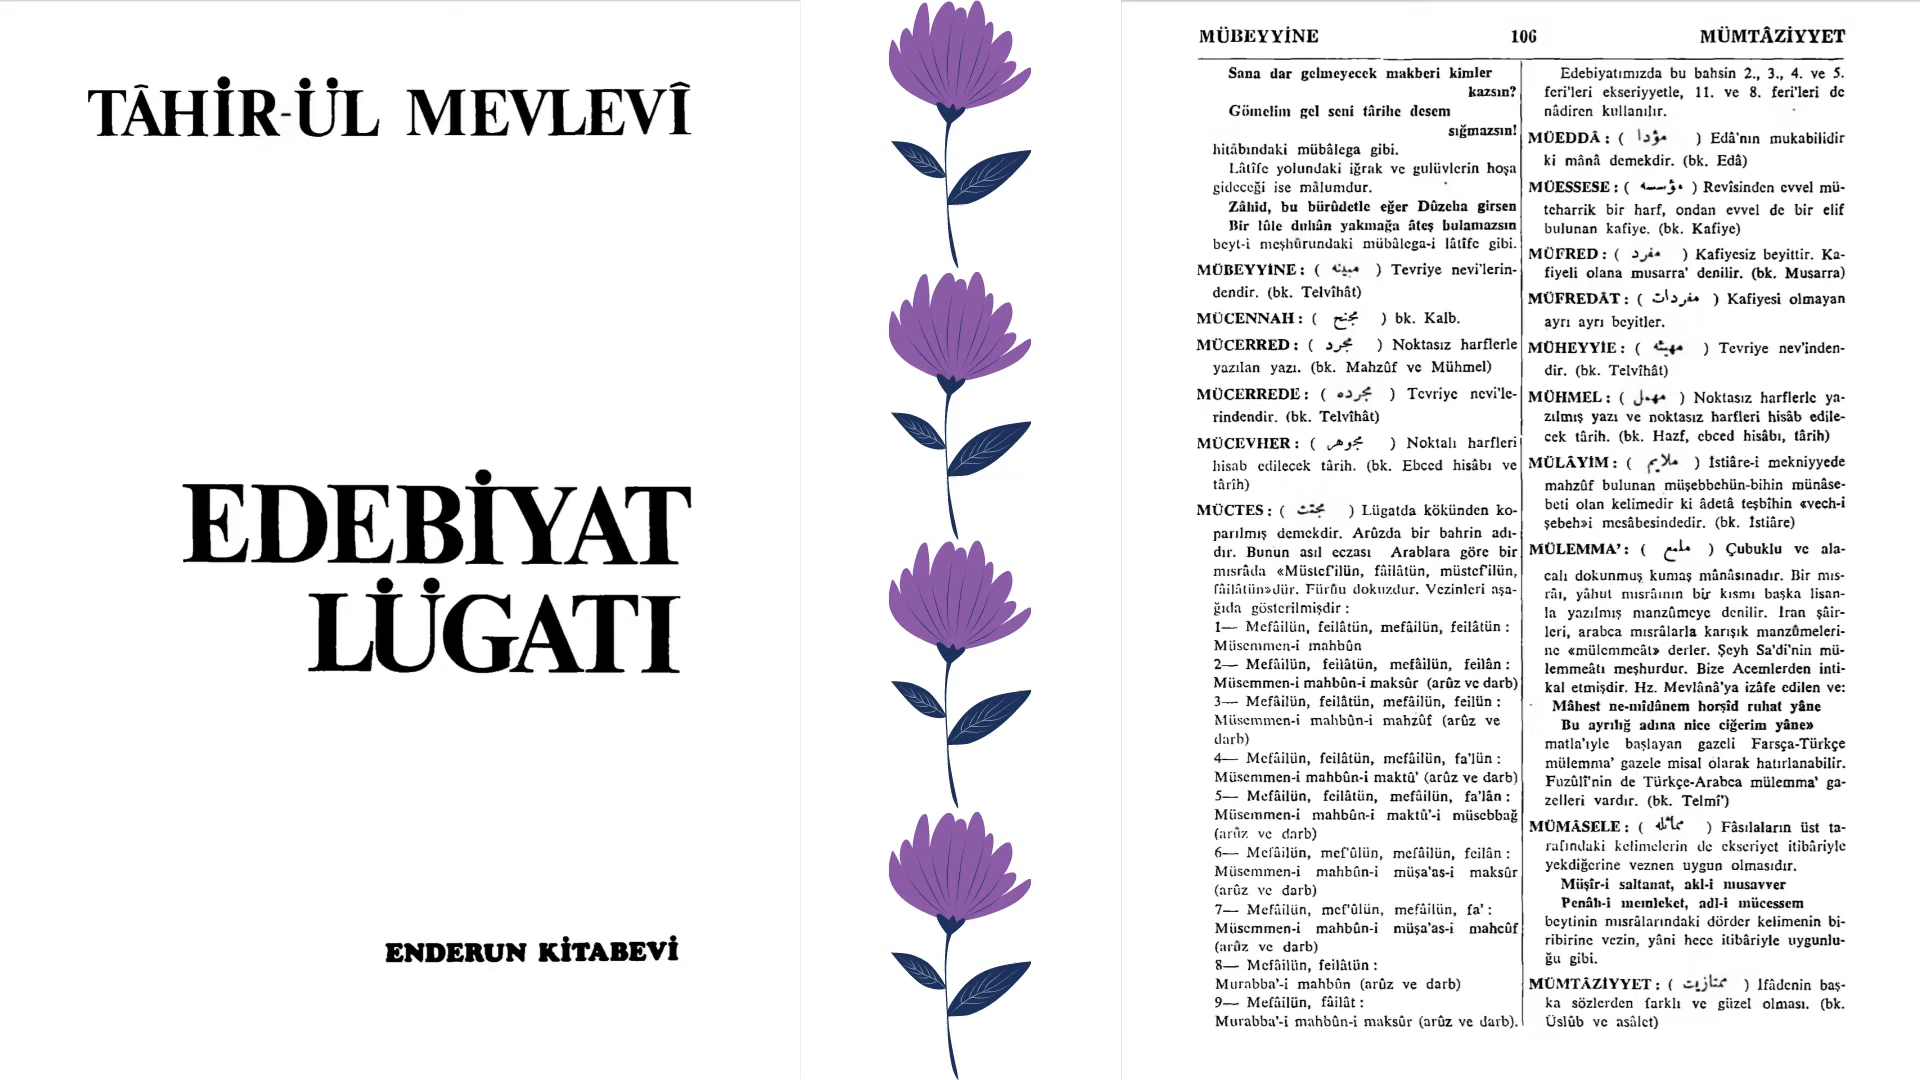 TÂHİR-ÜL MEVLEVÎ
EDEBİYAT
LÜGATI
ENDERUN KİTABEVİ
MÜBEYYİNE 106 MÜMTÂZİYYET
Sana dar gelmeyecek makberi kimler
kazsın?
Gömelim gel seni târihe desem
sığmazsın!
hitâbındaki mübâlega gibi.
Lâtîfe yolundaki iğrak ve gulüvlerin hoşa
gideceği ise mâlumdur.
Zâhid, bu bürûdetle eğer Dûzeha girsen
Bir lûle duhân yakmağa âteş bulamazsın
beyt-i meşhûrundaki mübâlega-i lâtîfe gibi.
MÜBEYYİNE : ( مبينه ) Tevriye nevi'lerin-
dendir. (bk. Telvîhât)
MÜCENNAH : ( مجنح ) bk. Kalb.
MÜCERRED : ( مجرد ) Noktasız harflerle
yazılan yazı. (bk. Mahzûf ve Mühmel)
MÜCERREDE : ( مجرده ) Tevriye nevi'le-
rindendir. (bk. Telvîhât)
MÜCEVHER : ( مجوهر ) Noktalı harfleri
hisab edilecek târih. (bk. Ebced hisâbı ve
târîh)
MÜCTES : ( مجتث ) Lügatda kökünden ko-
parılmış demekdir. Arûzda bir bahrin adı-
dır. Bunun asıl eczası Arablara göre bir
mısrâda «Müstef'ilün, fâilâtün, müstef'ilün,
fâilâtün»dür. Fürûu dokuzdur. Vezinleri aşa-
ğıda gösterilmişdir :
1— Mefâilün, feilâtün, mefâilün, feilâtün :
Müsemmen-i mahbûn
2— Mefâilün, feilâtün, mefâilün, feilân :
Müsemmen-i mahbûn-i maksûr (arûz ve darb)
3— Mefâilün, feilâtün, mefâilün, feilün :
Müsemmen-i mahbûn-i mahzûf (arûz ve
darb)
4— Mefâilün, feilâtün, mefâilün, fa'lün :
Müsemmen-i mahbûn-i maktû' (arûz ve darb)
5— Mefâilün, feilâtün, mefâilün, fa'lân :
Müsemmen-i mahbûn-i maktû'-i müsebbağ
(arûz ve darb)
6— Mefâilün, mef'ûlün, mefâilün, feilân :
Müsemmen-i mahbûn-i müşa'as-i maksûr
(arûz ve darb)
7— Mefâilün, mef'ûlün, mefâilün, fa' :
Müsemmen-i mahbûn-i müşa'as-i mahcûf
(arûz ve darb)
8— Mefâilün, feilâtün :
Murabba'-i mahbûn (arûz ve darb)
9— Mefâilün, fâilât :
Murabba'-i mahbûn-i maksûr (arûz ve darb).
Edebiyatımızda bu bahsin 2., 3., 4. ve 5.
feri'leri ekseriyyetle, 11. ve 8. feri'leri de
nâdiren kullanılır.
MÜEDDÂ : ( مؤدا ) Edâ'nın mukabilidir
ki mânâ demekdir. (bk. Edâ)
MÜESSESE : ( مؤسسه ) Revîsinden evvel mü-
teharrik bir harf, ondan evvel de bir elif
bulunan kafiye. (bk. Kafiye)
MÜFRED : ( مفرد ) Kafiyesiz beyittir. Ka-
fiyeli olana musarra' denilir. (bk. Musarra)
MÜFREDÂT : ( مفردات ) Kafiyesi olmayan
ayrı ayrı beyitler.
MÜHEYYİE : ( مهيئه ) Tevriye nev'inden-
dir. (bk. Telvîhât)
MÜHMEL : ( مهمل ) Noktasız harflerle ya-
zılmış yazı ve noktasız harfleri hisâb edile-
cek târih. (bk. Hazf, ebced hisâbı, târih)
MÜLÂYİM : ( ملايم ) İstiâre-i mekniyyede
mahzûf bulunan müşebbehün-bihin münâse-
beti olan kelimedir ki âdetâ teşbîhin «vech-i
şebeh»i mesâbesindedir. (bk. İstiâre)
MÜLEMMA' : ( ملمع ) Çubuklu ve ala-
calı dokunmuş kumaş mânâsınadır. Bir mıs-
râı, yâhut mısrâının bir kısmı başka lisan-
la yazılmış manzûmeye denilir. İran şâir-
leri, arabca mısrâlarla karışık manzûmeleri-
ne «mülemmeât» derler. Şeyh Sa'di'nin mü-
lemmeâtı meşhurdur. Bize Acemlerden inti-
kal etmişdir. Hz. Mevlânâ'ya izâfe edilen ve:
Mâhest ne-mîdânem horşîd ruhat yâne
Bu ayrılığ adına nice ciğerim yâne»
matla'ıyle başlayan gazeli Farsça-Türkçe
mülemma' gazele misal olarak hatırlanabilir.
Fuzûlî'nin de Türkçe-Arabca mülemma' ga-
zelleri vardır. (bk. Telmî')
MÜMÂSELE : ( مماثله ) Fâsılaların üst ta-
rafındaki kelimelerin de ekseriyet itibâriyle
yekdiğerine veznen uygun olmasıdır.
Müşîr-i saltanat, akl-i musavver
Penâh-i memleket, adl-i mücessem
beytinin mısrâlarındaki dörder kelimenin bi-
ribirine vezin, yâni hece itibâriyle uygunlu-
ğu gibi.
MÜMTÂZİYYET : ( ممتازيت ) İfâdenin baş-
ka sözlerden farklı ve güzel olması. (bk.
Üslûb ve asâlet)